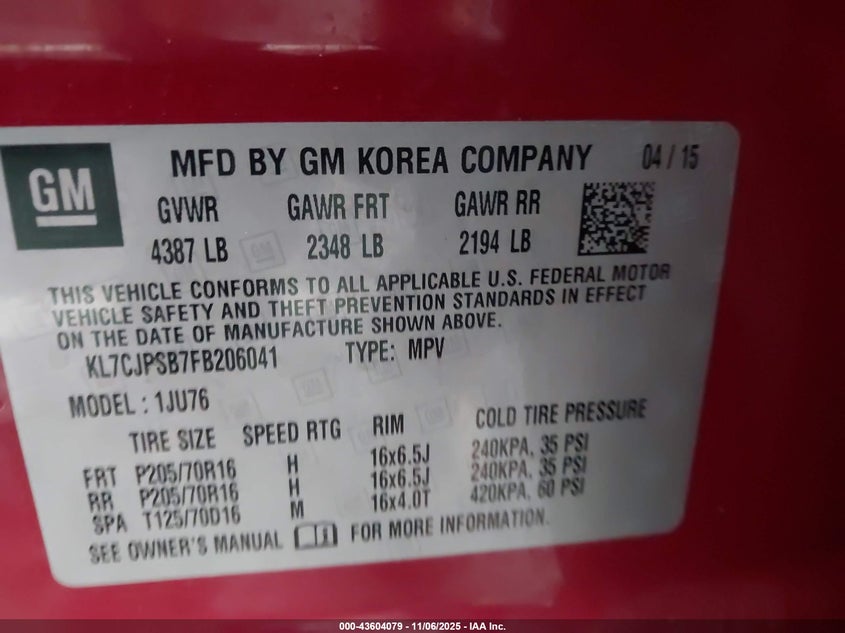 GM
MFD BY GM KOREA COMPANY 04 / 15
GVWR GAWR FRT GAWR RR
4387 LB 2348 LB 2194 LB
THIS VEHICLE CONFORMS TO ALL APPLICABLE U.S. FEDERAL MOTOR
VEHICLE SAFETY AND THEFT PREVENTION STANDARDS IN EFFECT
ON THE DATE OF MANUFACTURE SHOWN ABOVE.
KL7CJPSB7FB206041 TYPE: MPV
MODEL : 1JU76
TIRE SIZE SPEED RTG RIM COLD TIRE PRESSURE
FRT P205/70R16 H 16x6.5J 240KPA, 35 PSI
RR P205/70R16 H 16x6.5J 240KPA, 35 PSI
SPA T125/70D16 M 16x4.0T 420KPA, 60 PSI
SEE OWNER'S MANUAL FOR MORE INFORMATION.
000-43604079 - 11/06/2025 - IAA Inc.